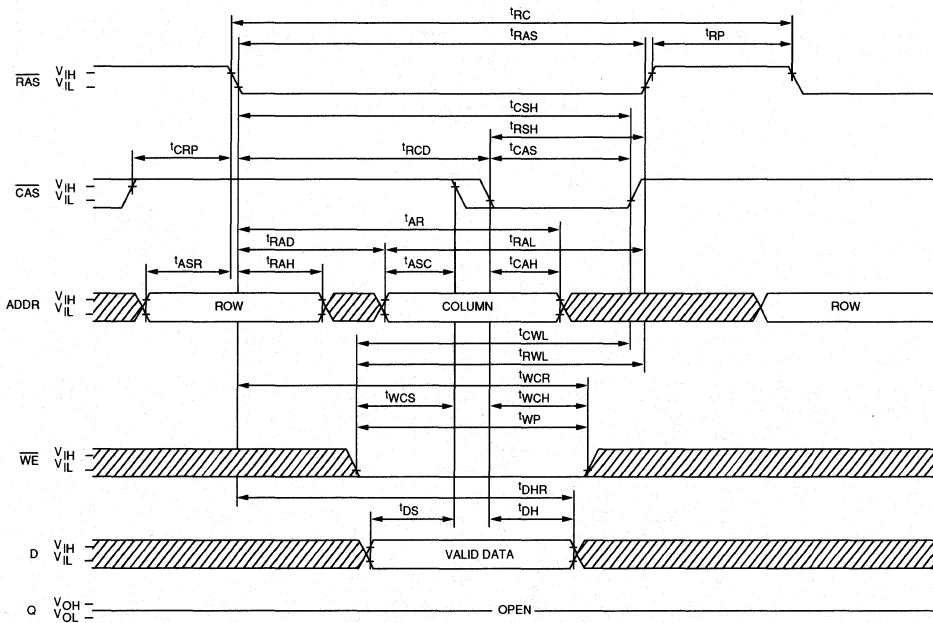 tRC
tRAS
tRP
RAS VIH VIL
tCSH
tRSH
tCRP
tRCD
tCAS
CAS VIH VIL
tAR
tRAD
tRAL
tASR
tRAH
tASC
tCAH
ADDR VIH VIL
ROW
COLUMN
ROW
tCWL
tRWL
tWCR
tWCS
tWCH
tWP
WE VIH VIL
tDHR
tDS
tDH
D VIH VIL
VALID DATA
Q VOH VOL
OPEN